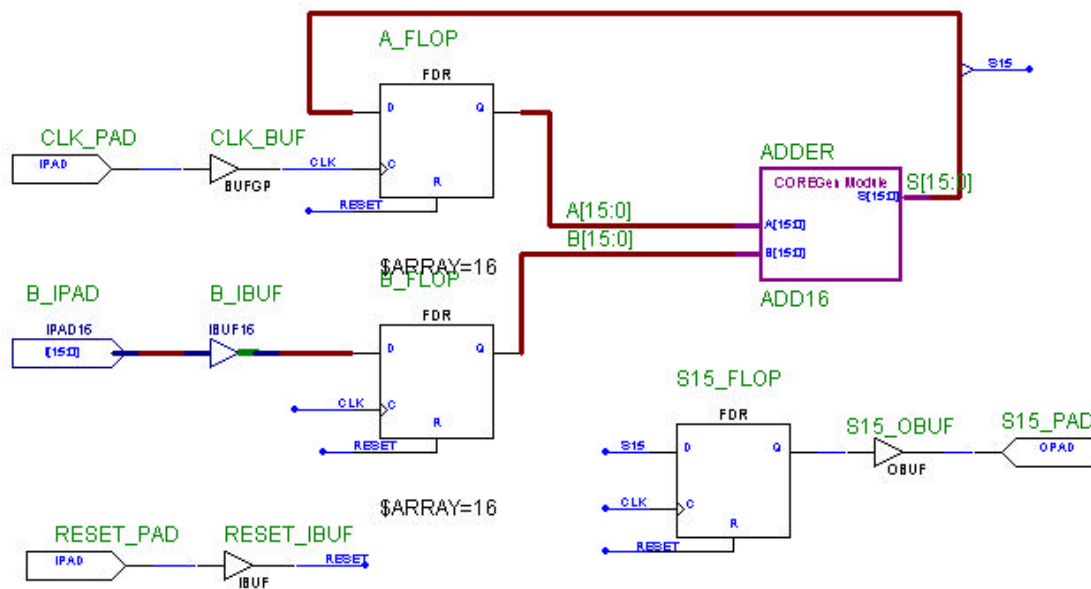 A_FLOP
FDR
S15
D Q
CLK_PAD CLK_BUF
IPAD
BUFGP
CLK
C
R
RESET
ADDER
COREGen Module
S[15:0]
S[15:0]
A[15:0]
A[15:0]
B[15:0]
B[15:0]
ADD16
$ARRAY=16
B_FLOP
FDR
B_IPAD B_IBUF
IPAD16
IBUF16
I[15:0]
D Q
CLK
C
R
RESET
$ARRAY=16
S15_FLOP
FDR
S15_OBUF S15_PAD
S15
D Q
OBUF
OPAD
CLK
C
R
RESET
RESET_PAD RESET_IBUF
IPAD
IBUF
RESET